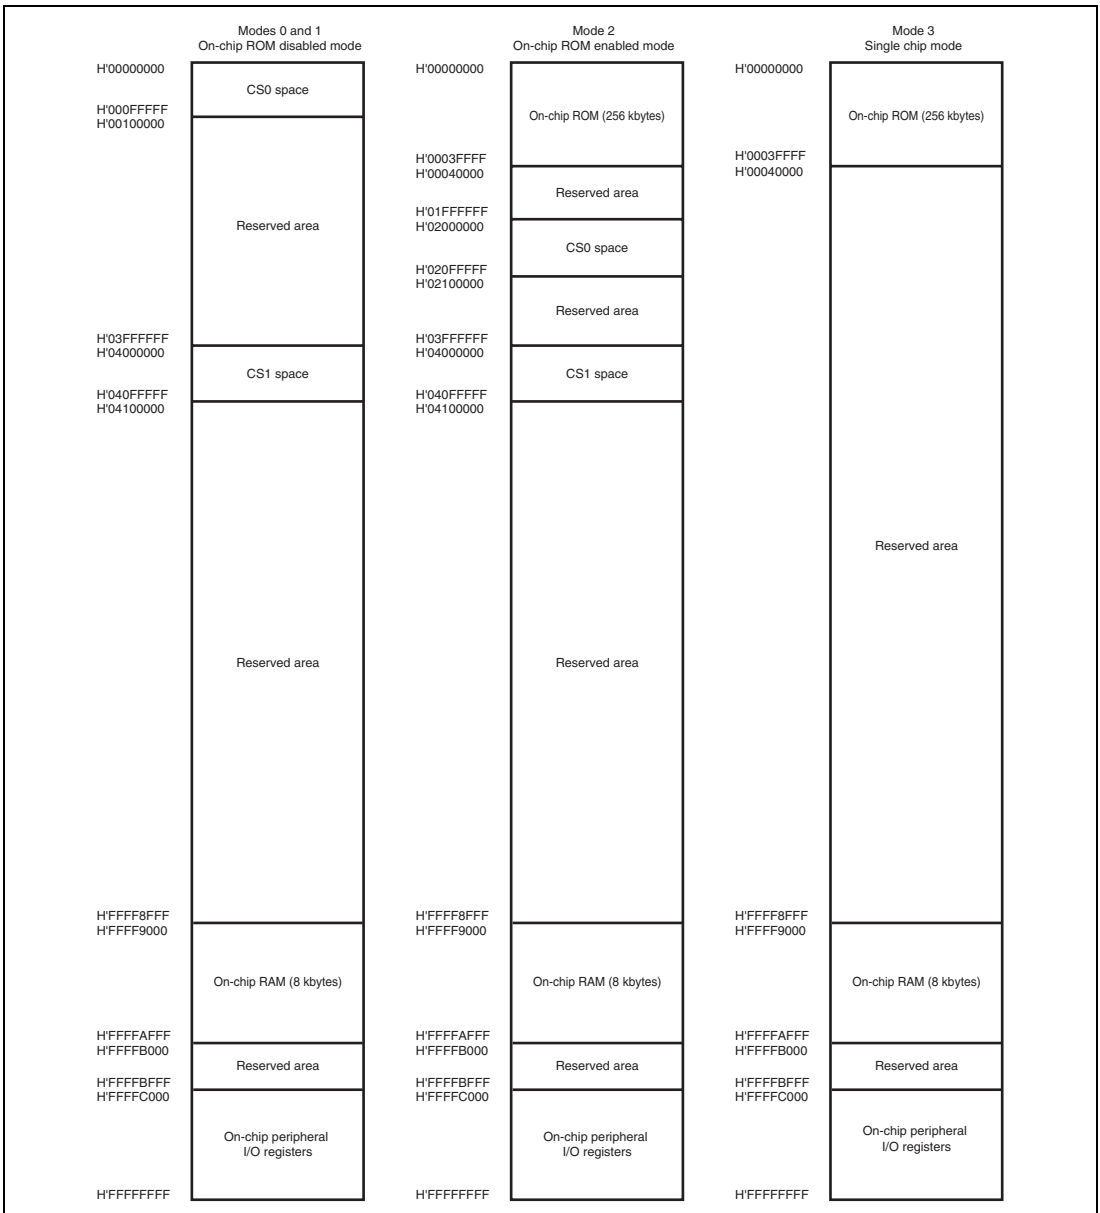 Modes 0 and 1
On-chip ROM disabled mode
H'00000000
CS0 space
H'000FFFFF
H'00100000
Reserved area
H'03FFFFFF
H'04000000
CS1 space
H'040FFFFF
H'04100000
Reserved area
H'FFFF8FFF
H'FFFF9000
On-chip RAM (8 kbytes)
H'FFFFAFFF
H'FFFFB000
Reserved area
H'FFFFBFFF
H'FFFFC000
On-chip peripheral
I/O registers
H'FFFFFFFF
Mode 2
On-chip ROM enabled mode
H'00000000
On-chip ROM (256 kbytes)
H'0003FFFF
H'00040000
Reserved area
H'01FFFFFF
H'02000000
CS0 space
H'020FFFFF
H'02100000
Reserved area
H'03FFFFFF
H'04000000
CS1 space
H'040FFFFF
H'04100000
Reserved area
H'FFFF8FFF
H'FFFF9000
On-chip RAM (8 kbytes)
H'FFFFAFFF
H'FFFFB000
Reserved area
H'FFFFBFFF
H'FFFFC000
On-chip peripheral
I/O registers
H'FFFFFFFF
Mode 3
Single chip mode
H'00000000
On-chip ROM (256 kbytes)
H'0003FFFF
H'00040000
Reserved area
H'FFFF8FFF
H'FFFF9000
On-chip RAM (8 kbytes)
H'FFFFAFFF
H'FFFFB000
Reserved area
H'FFFFBFFF
H'FFFFC000
On-chip peripheral
I/O registers
H'FFFFFFFF